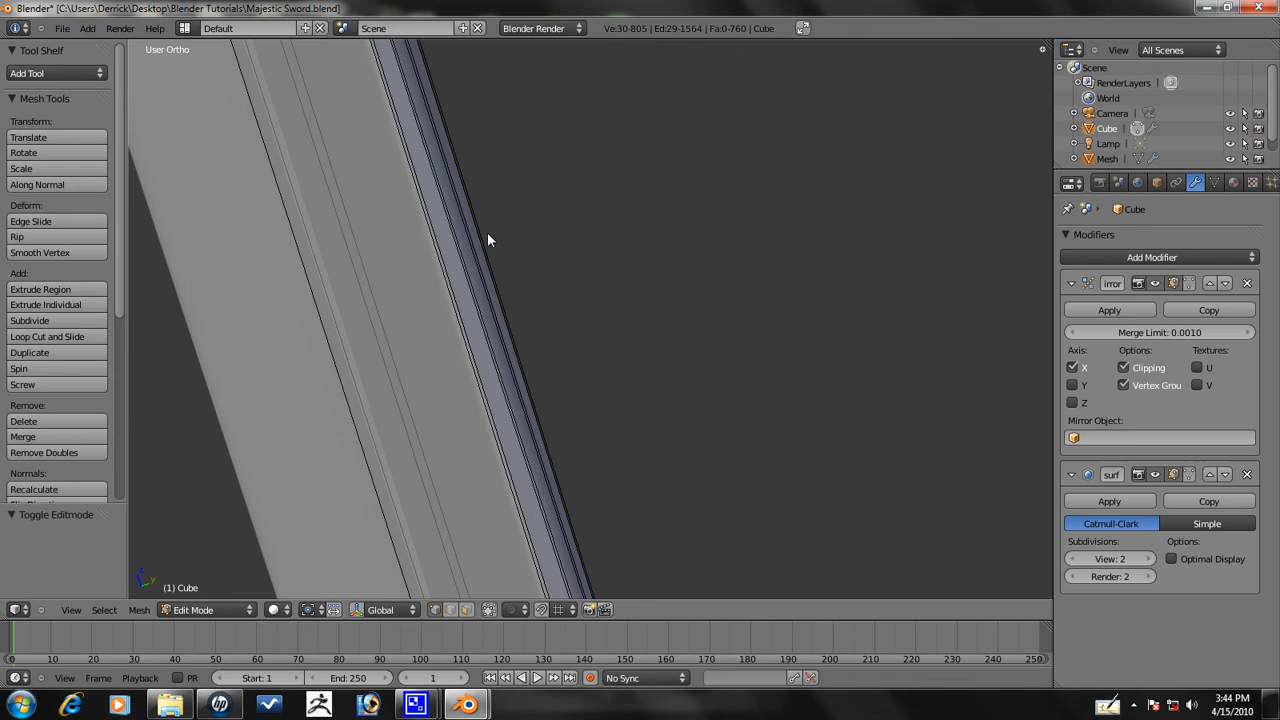 Blender* [C:\Users\Derrick\Desktop\Blender Tutorials\Majestic Sword.blend]
File Add Render Help Default Scene Blender Render Ve:30-805 | Ed:29-1564 | Fa:0-760 | Cube
Tool Shelf
Add Tool
Mesh Tools
Transform:
Translate
Rotate
Scale
Along Normal
Deform:
Edge Slide
Rip
Smooth Vertex
Add:
Extrude Region
Extrude Individual
Subdivide
Loop Cut and Slide
Duplicate
Spin
Screw
Remove:
Delete
Merge
Remove Doubles
Normals:
Recalculate
Toggle Editmode
User Ortho
(1) Cube
View Select Mesh Edit Mode Global
View All Scenes
Scene
RenderLayers
World
Camera
Cube
Lamp
Mesh
Cube
Modifiers
Add Modifier
irror
Apply Copy
Merge Limit: 0.0010
Axis: Options: Textures:
X Clipping U
Y Vertex Grou V
Z
Mirror Object:
surf
Apply Copy
Catmull-Clark Simple
Subdivisions: Options:
View: 2 Optimal Display
Render: 2
0 10 20 30 40 50 60 70 80 90 100 110 120 130 140 150 160 170 180 190 200 210 220 230 240 250
View Frame Playback PR Start: 1 End: 250 1 No Sync
3:44 PM
4/15/2010